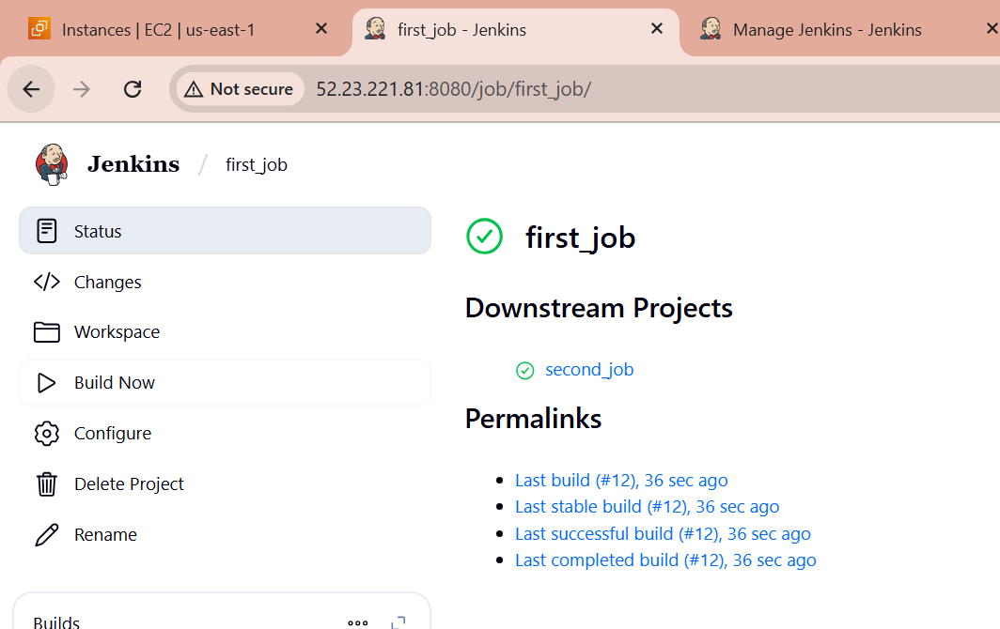 Instances | EC2 | us-east-1
first_job - Jenkins
Manage Jenkins - Jenkins
Not secure
52.23.221.81:8080/job/first_job/
Jenkins / first_job
Status
Changes
Workspace
Build Now
Configure
Delete Project
Rename
Builds
first_job
Downstream Projects
second_job
Permalinks
Last build (#12), 36 sec ago
Last stable build (#12), 36 sec ago
Last successful build (#12), 36 sec ago
Last completed build (#12), 36 sec ago